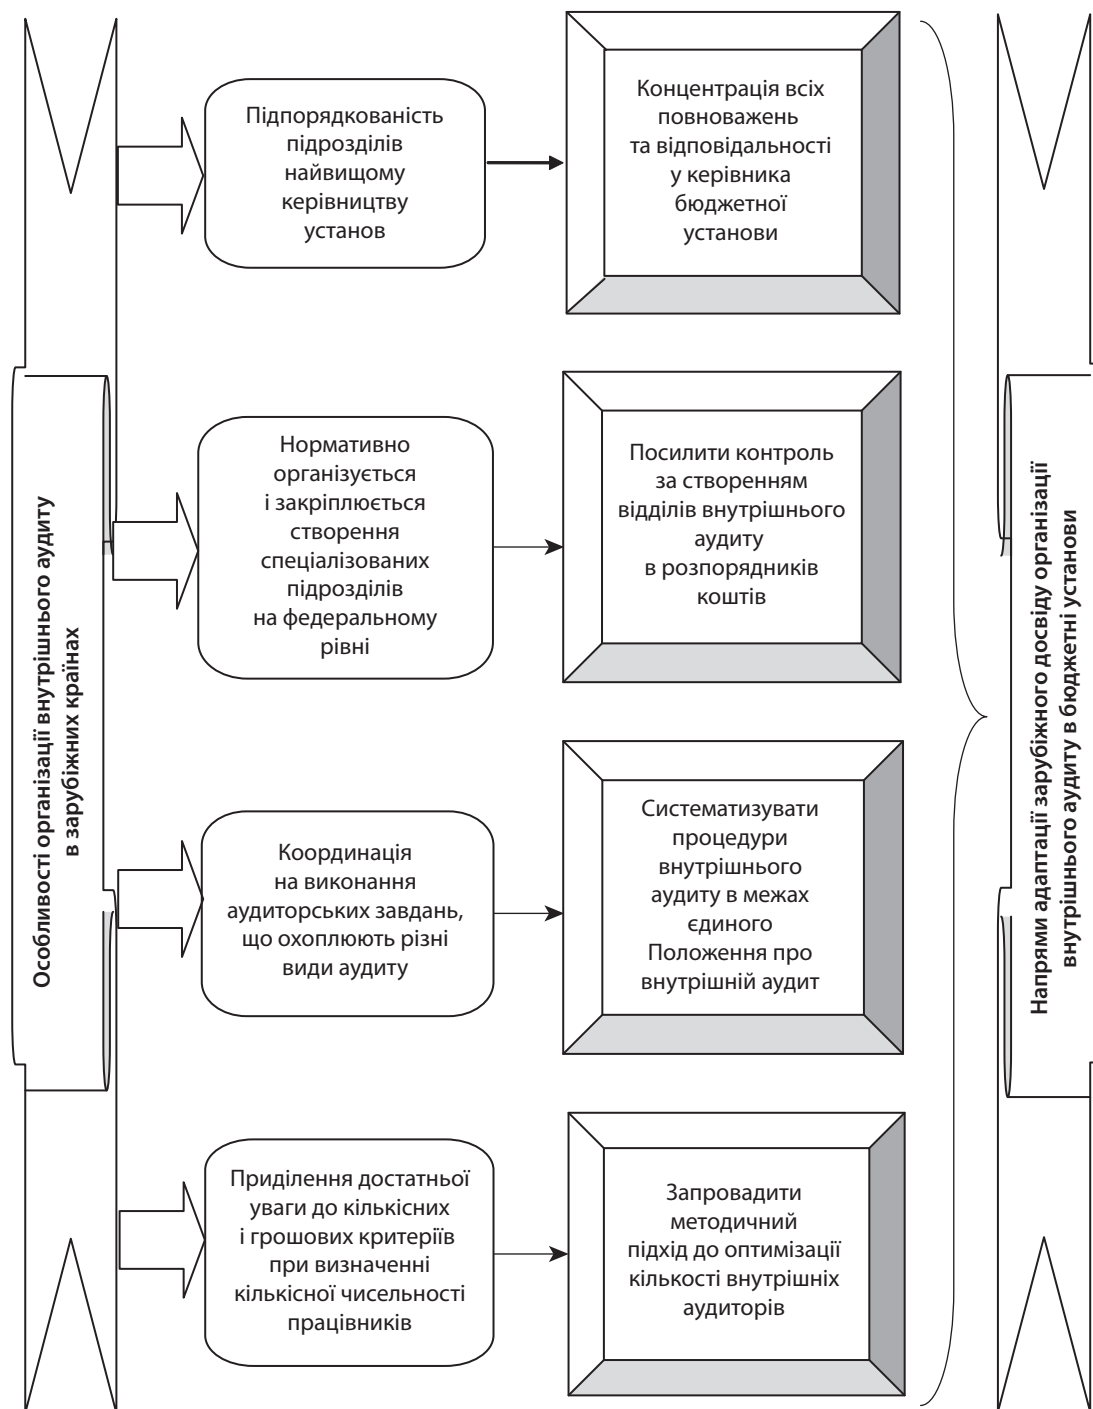 Особливості організації внутрішнього аудиту
в зарубіжних країнах
Підпорядкованість
підрозділів
найвищому
керівництву
установ
Концентрація всіх
повноважень
та відповідальності
у керівника
бюджетної
установи
Нормативно
організується
і закріплюється
створення
спеціалізованих
підрозділів
на федеральному
рівні
Посилити контроль
за створенням
відділів внутрішнього
аудиту
в розпорядників
коштів
Координація
на виконання
аудиторських завдань,
що охоплюють різні
види аудиту
Систематизувати
процедури
внутрішнього
аудиту в межах
єдиного
Положення про
внутрішній аудит
Приділення достатньої
уваги до кількісних
і грошових критеріїв
при визначенні
кількісної чисельності
працівників
Запровадити
методичний
підхід до оптимізації
кількості внутрішніх
аудиторів
Напрями адаптації зарубіжного досвіду організації
внутрішнього аудиту в бюджетні установи